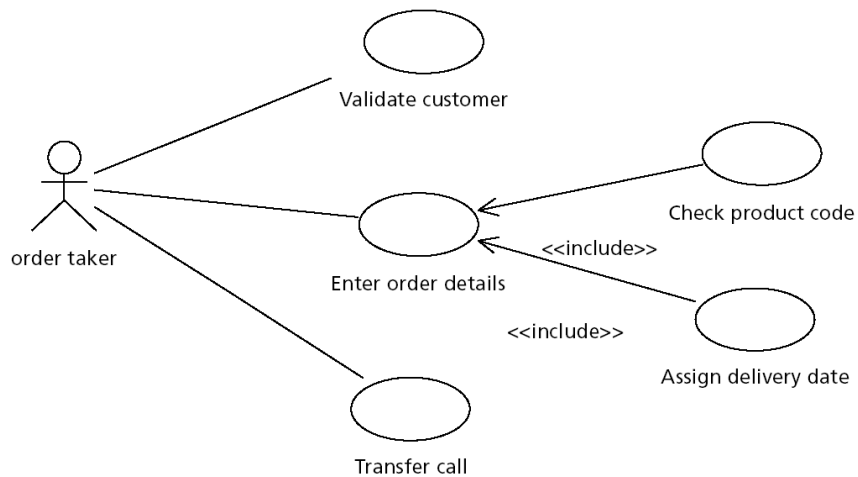 Validate customer
Check product code
order taker
<<include>>
Enter order details
<<include>>
Assign delivery date
Transfer call